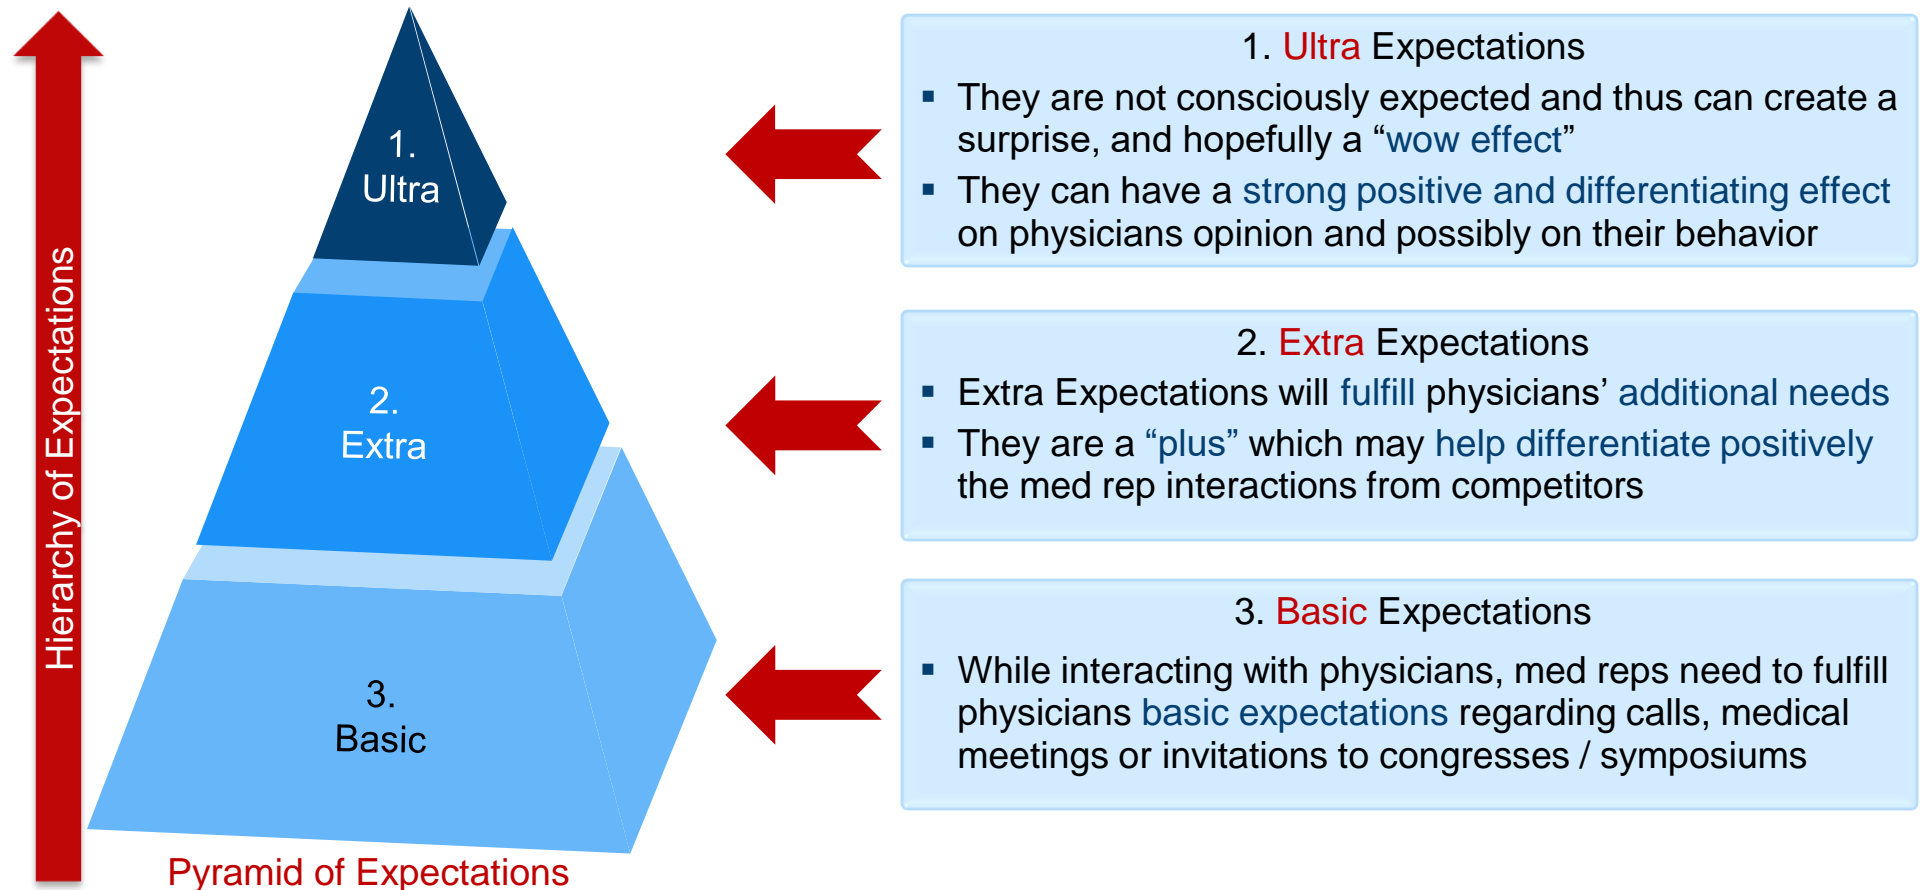 Hierarchy of Expectations
1.
Ultra
2.
Extra
3.
Basic
Pyramid of Expectations
1. Ultra Expectations
▪ They are not consciously expected and thus can create a
surprise, and hopefully a “wow effect”
▪ They can have a strong positive and differentiating effect
on physicians opinion and possibly on their behavior
2. Extra Expectations
▪ Extra Expectations will fulfill physicians’ additional needs
▪ They are a “plus” which may help differentiate positively
the med rep interactions from competitors
3. Basic Expectations
▪ While interacting with physicians, med reps need to fulfill
physicians basic expectations regarding calls, medical
meetings or invitations to congresses / symposiums